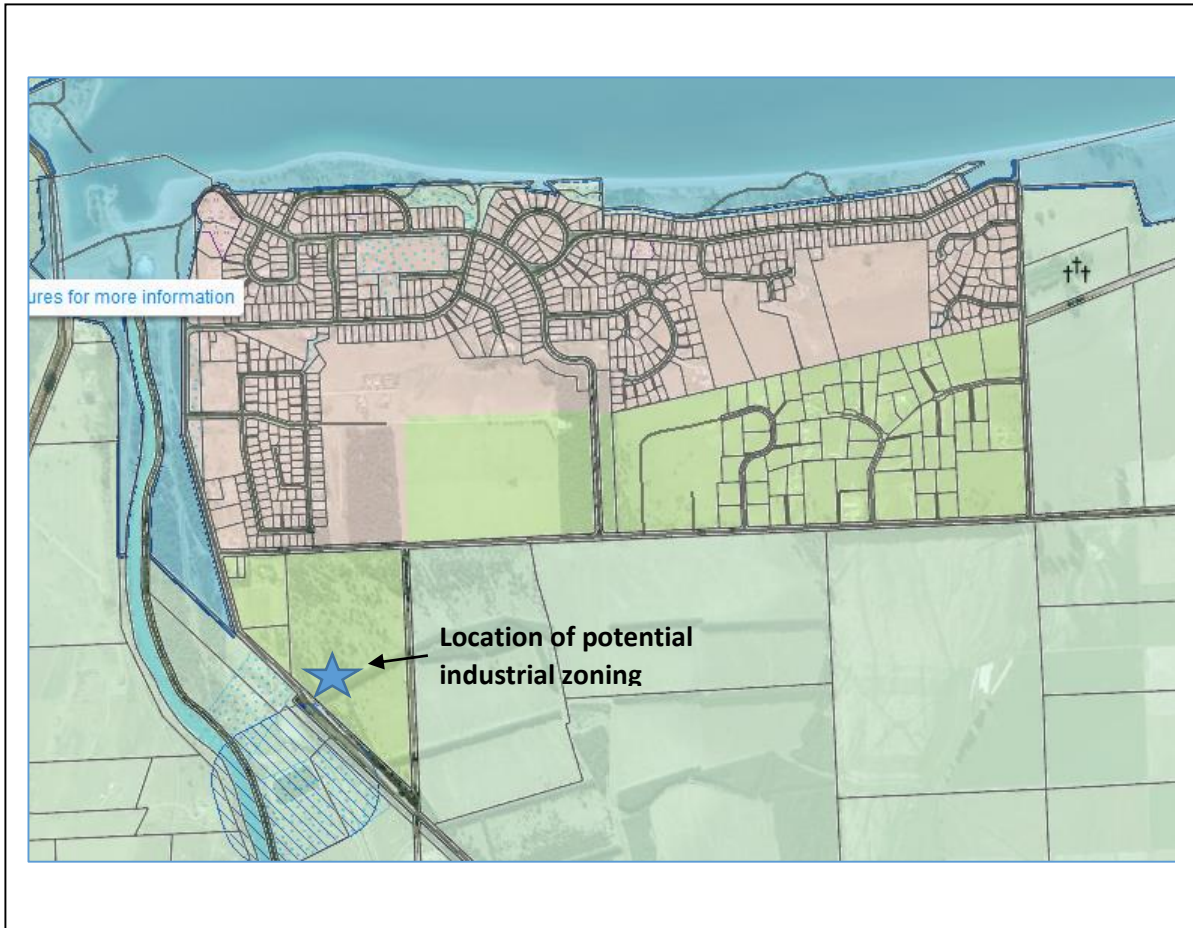 ures for more information
Location of potential
industrial zoning